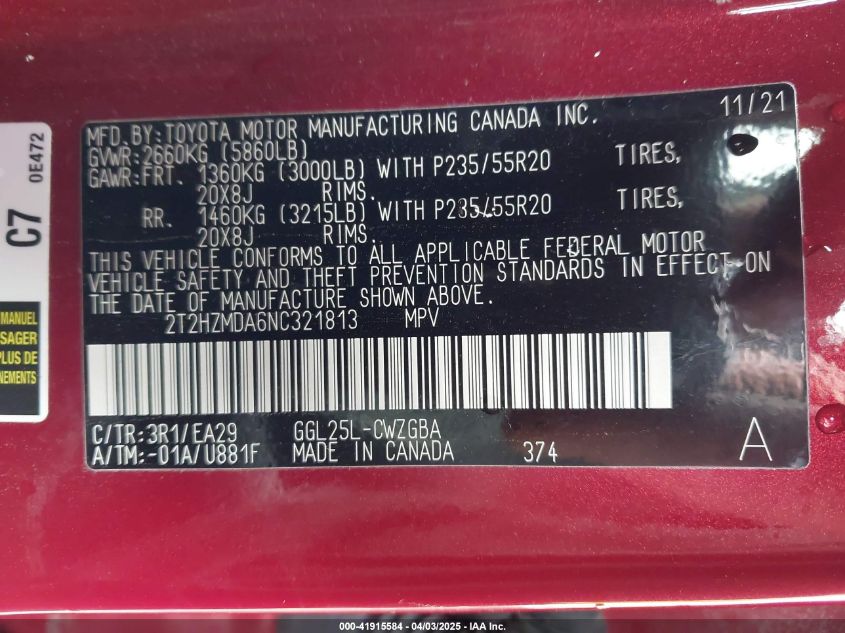 MFD. BY: TOYOTA MOTOR MANUFACTURING CANADA INC. 11/21
GVWR: 2660KG (5860LB)
GAWR: FRT. 1360KG (3000LB) WITH P235/55R20 TIRES,
20X8J RIMS.
RR. 1460KG (3215LB) WITH P235/55R20 TIRES,
20X8J RIMS.
THIS VEHICLE CONFORMS TO ALL APPLICABLE FEDERAL MOTOR
VEHICLE SAFETY AND THEFT PREVENTION STANDARDS IN EFFECT ON
THE DATE OF MANUFACTURE SHOWN ABOVE.
2T2HZMDA6NC321813 MPV
C/TR: 3R1/EA29 GGL25L-CWZGBA
A/TM: -01A/U881F MADE IN CANADA 374 A
C7 0E472
MANUEL
SAGER
PLUS DE
NEMENTS
000-41915584 - 04/03/2025 - IAA Inc.